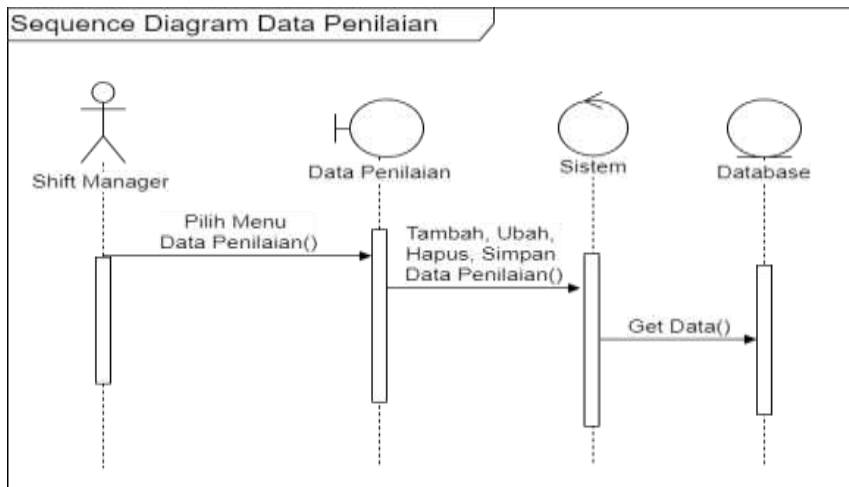 Sequence Diagram Data Penilaian
Shift Manager
Data Penilaian
Sistem
Database
Pilih Menu
Data Penilaian()
Tambah, Ubah,
Hapus, Simpan
Data Penilaian()
Get Data()